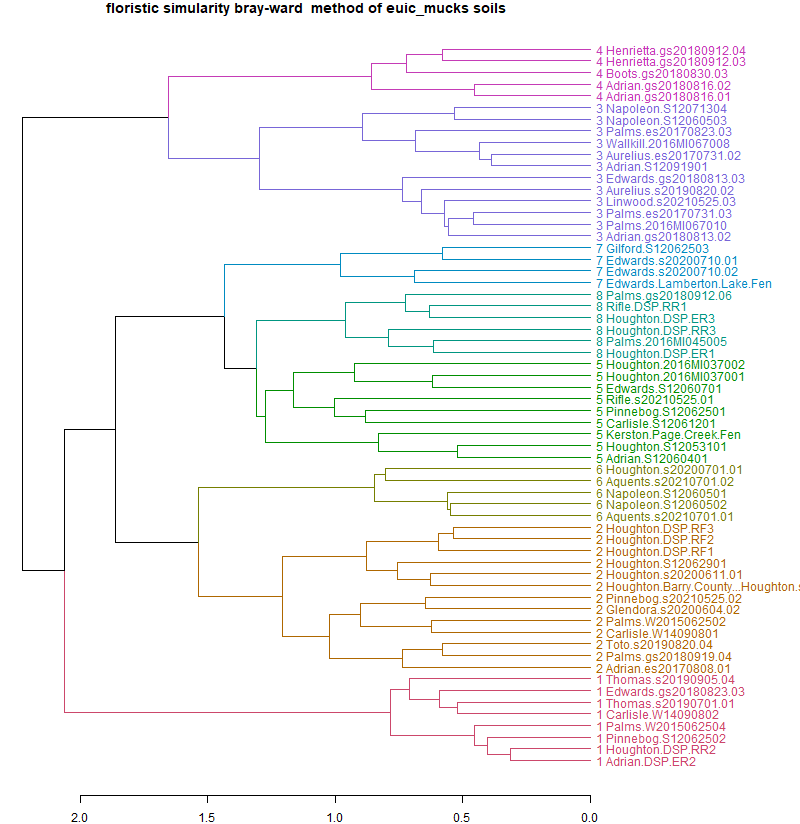 floristic simularity bray-ward method of euic_mucks soils
4 Henrietta.gs20180912.04
4 Henrietta.gs20180912.03
4 Boots.gs20180830.03
4 Adrian.gs20180816.02
4 Adrian.gs20180816.01
3 Napoleon.S12071304
3 Napoleon.S12060503
3 Palms.es20170823.03
3 Wallkill.2016MI067008
3 Aurelius.es20170731.02
3 Adrian.S12091901
3 Edwards.gs20180813.03
3 Aurelius.s20190820.02
3 Linwood.s20210525.03
3 Palms.es20170731.03
3 Palms.2016MI067010
3 Adrian.gs20180813.02
7 Gilford.S12062503
7 Edwards.s20200710.01
7 Edwards.s20200710.02
7 Edwards.Lamberton.Lake.Fen
8 Palms.gs20180912.06
8 Rifle.DSP.RR1
8 Houghton.DSP.ER3
8 Houghton.DSP.RR3
8 Palms.2016MI045005
8 Houghton.DSP.ER1
5 Houghton.2016MI037002
5 Houghton.2016MI037001
5 Edwards.S12060701
5 Rifle.s20210525.01
5 Pinnebog.S12062501
5 Carlisle.S12061201
5 Kerston.Page.Creek.Fen
5 Houghton.S12053101
5 Adrian.S12060401
6 Houghton.s20200701.01
6 Aquents.s20210701.02
6 Napoleon.S12060501
6 Napoleon.S12060502
6 Aquents.s20210701.01
2 Houghton.DSP.RF3
2 Houghton.DSP.RF2
2 Houghton.DSP.RF1
2 Houghton.S12062901
2 Houghton.s20200611.01
2 Houghton.Barry.County...Houghton.s
2 Pinnebog.s20210525.02
2 Glendora.s20200604.02
2 Palms.W2015062502
2 Carlisle.W14090801
2 Toto.s20190820.04
2 Palms.gs20180919.04
2 Adrian.es20170808.01
1 Thomas.s20190905.04
1 Edwards.gs20180823.03
1 Thomas.s20190701.01
1 Carlisle.W14090802
1 Palms.W2015062504
1 Pinnebog.S12062502
1 Houghton.DSP.RR2
1 Adrian.DSP.ER2
2.0 1.5 1.0 0.5 0.0